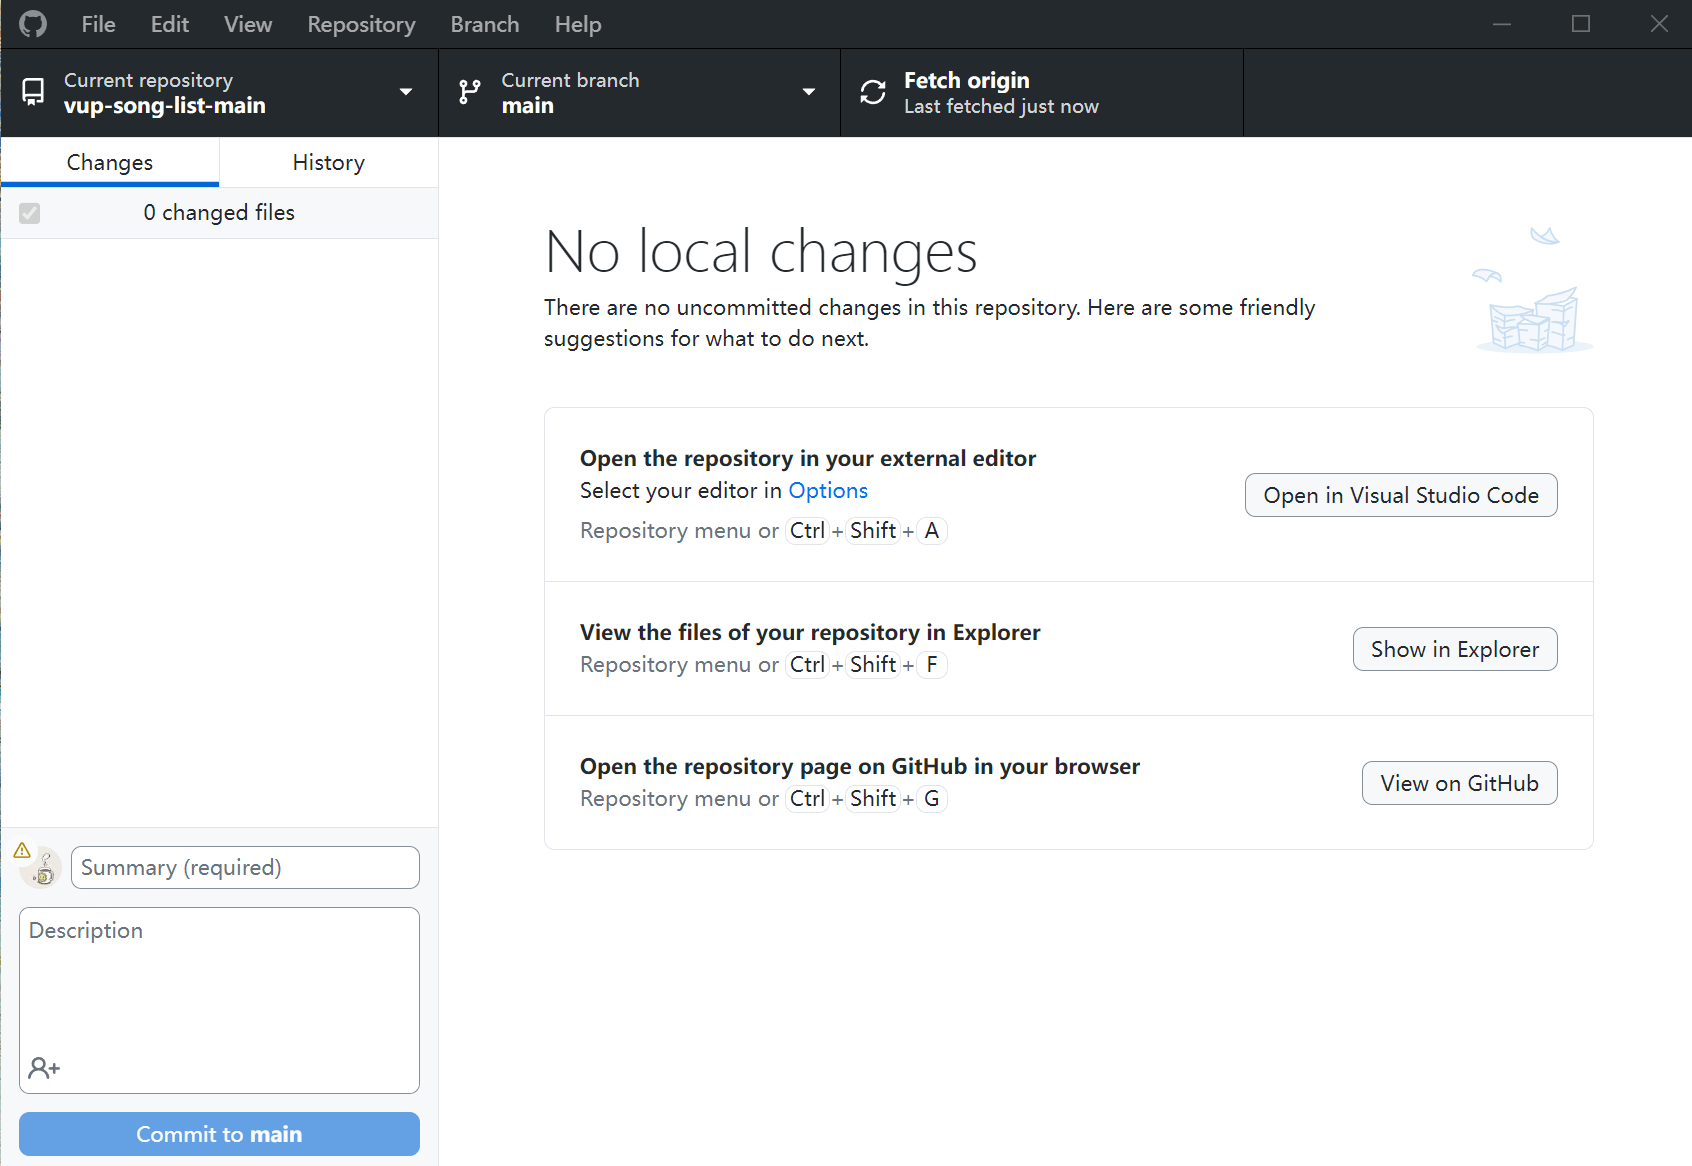 File Edit View Repository Branch Help
Current repository
vup-song-list-main
Current branch
main
Fetch origin
Last fetched just now
Changes
History
0 changed files
No local changes
There are no uncommitted changes in this repository. Here are some friendly
suggestions for what to do next.
Open the repository in your external editor
Select your editor in Options
Repository menu or Ctrl + Shift + A
Open in Visual Studio Code
View the files of your repository in Explorer
Repository menu or Ctrl + Shift + F
Show in Explorer
Open the repository page on GitHub in your browser
Repository menu or Ctrl + Shift + G
View on GitHub
Summary (required)
Description
Commit to main